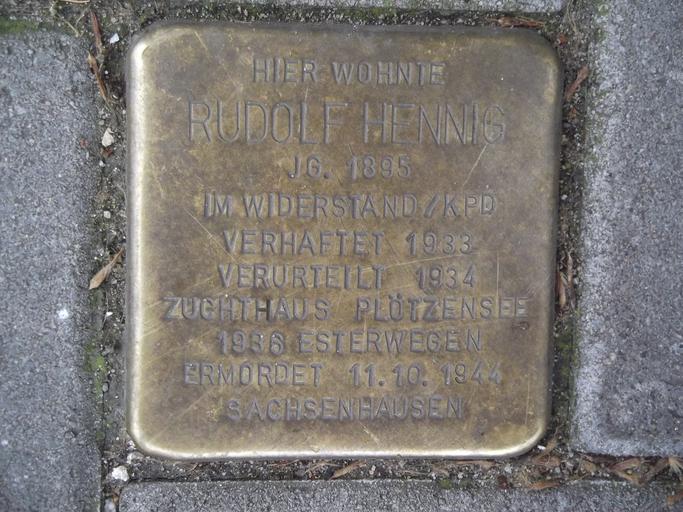 HIER WOHNTE
RUDOLF HENNIG
JG. 1895
IM WIDERSTAND/KPD
VERHAFTET 1933
VERURTEILT 1934
ZUCHTHAUS PLÖTZENSEE
1936 ESTERWEGEN
ERMORDET 11.10.1944
SACHSENHAUSEN